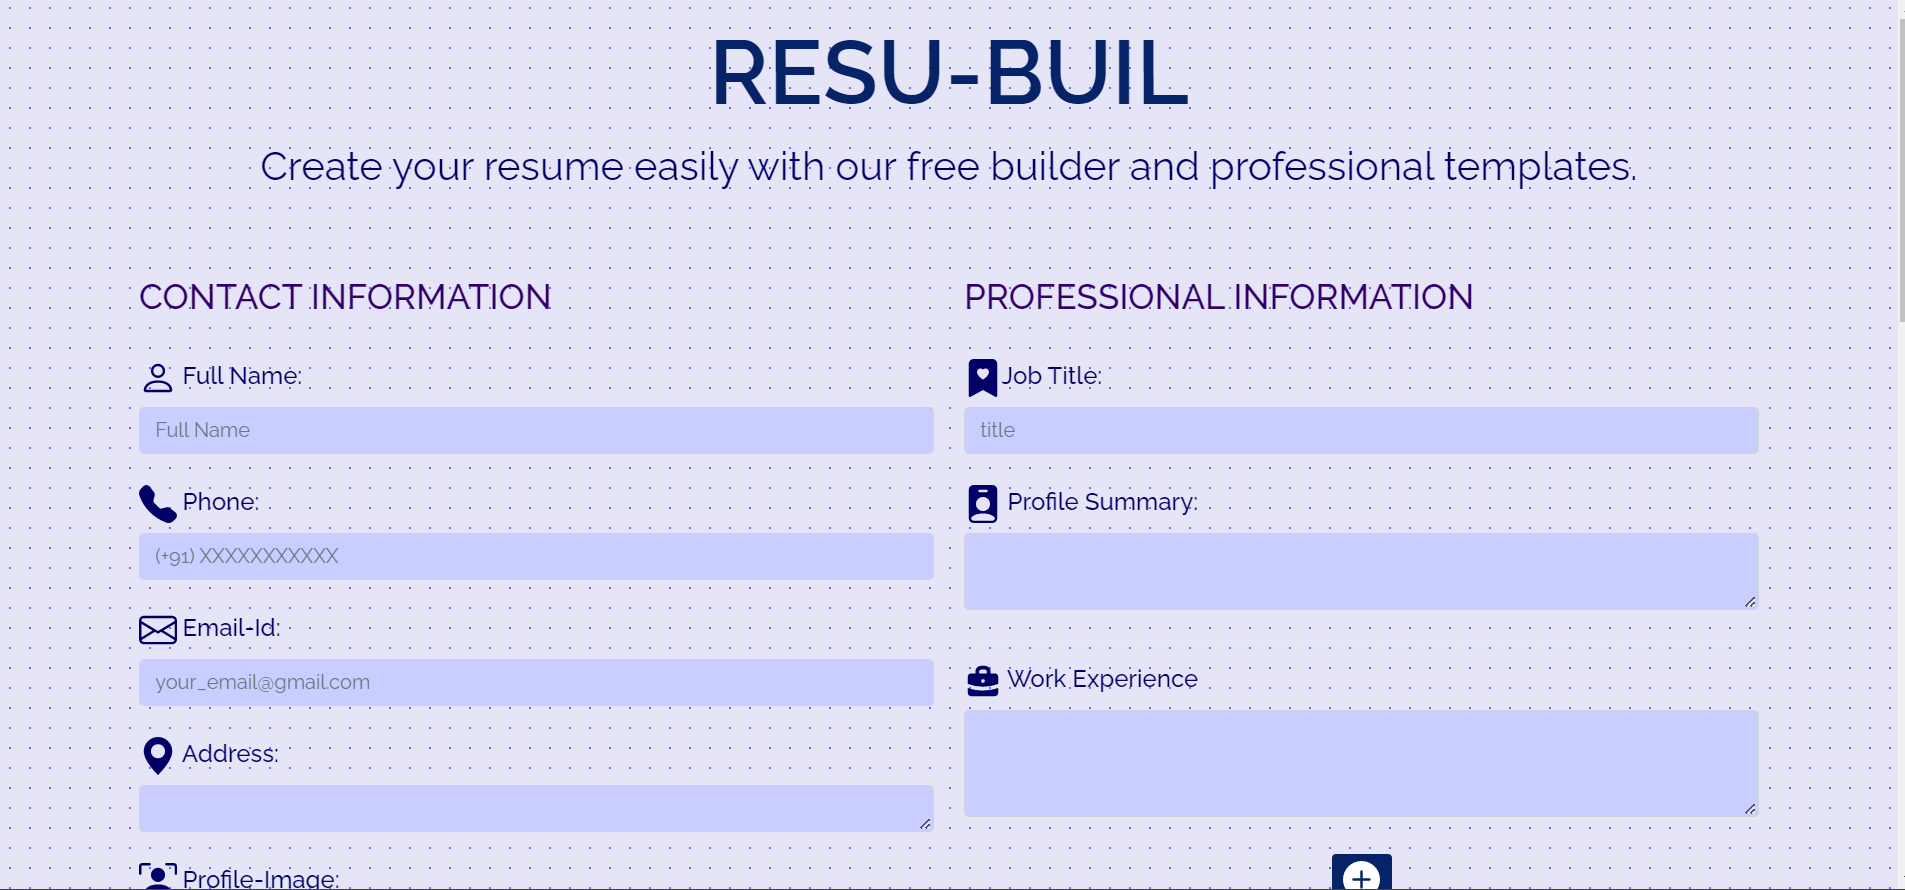 RESU-BUIL
Create your resume easily with our free builder and professional templates.
CONTACT INFORMATION
Full Name:
Full Name
Phone:
(+91) XXXXXXXXXXX
Email-Id:
your_email@gmail.com
Address:
Profile-Image:
PROFESSIONAL INFORMATION
Job Title:
title
Profile Summary:
Work Experience